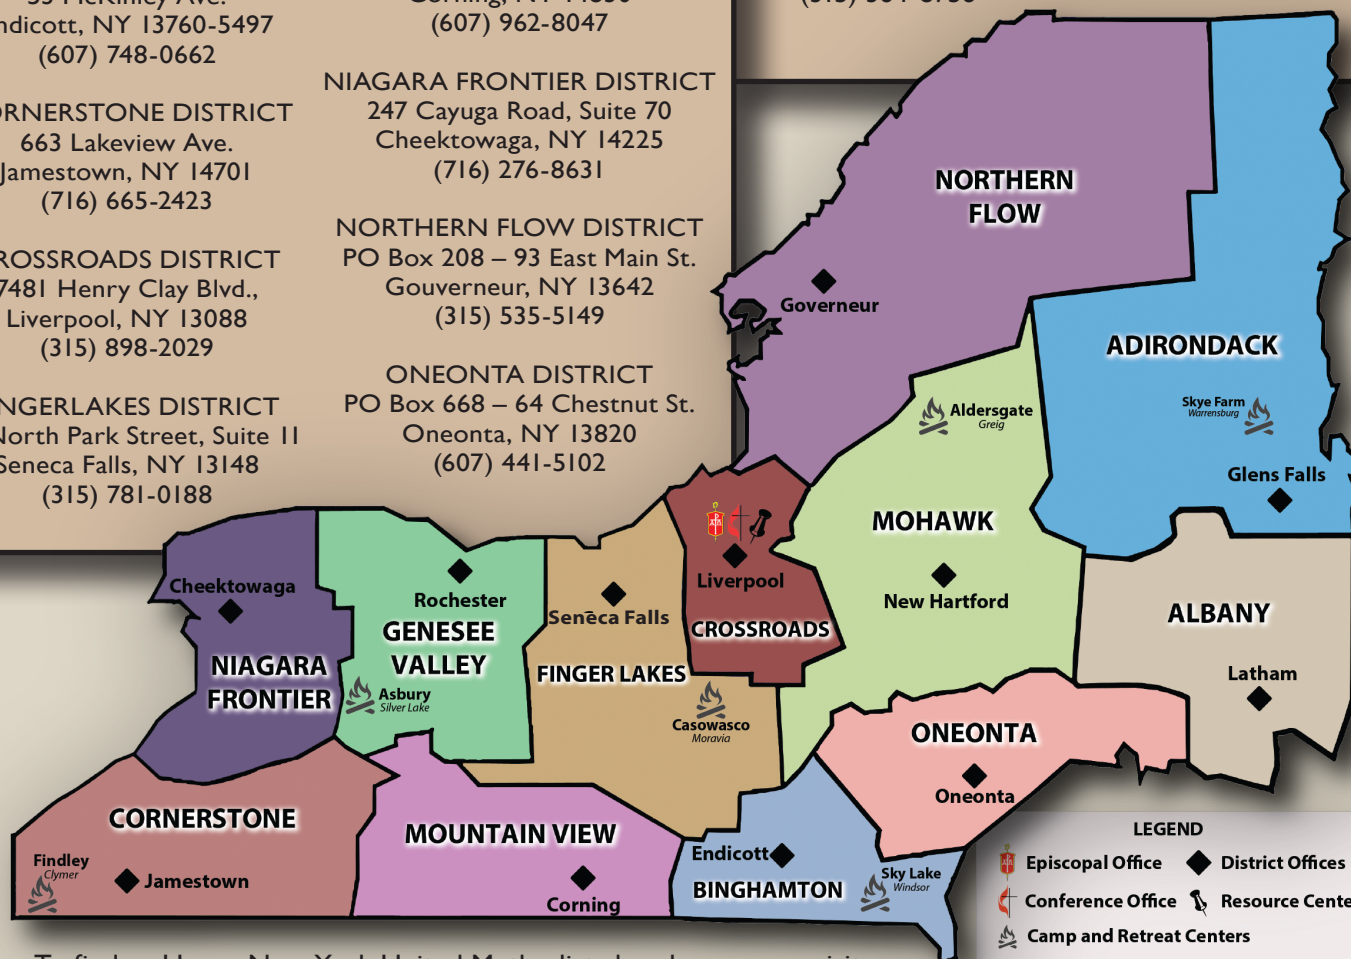 55 McKinley Ave.
ndicott, NY 13760-5497
(607) 748-0662
ORNERSTONE DISTRICT
663 Lakeview Ave.
Jamestown, NY 14701
(716) 665-2423
ROSSROADS DISTRICT
7481 Henry Clay Blvd.,
Liverpool, NY 13088
(315) 898-2029
NGERLAKES DISTRICT
North Park Street, Suite 11
Seneca Falls, NY 13148
(315) 781-0188
(607) 962-8047
NIAGARA FRONTIER DISTRICT
247 Cayuga Road, Suite 70
Cheektowaga, NY 14225
(716) 276-8631
NORTHERN FLOW DISTRICT
PO Box 208 – 93 East Main St.
Gouverneur, NY 13642
(315) 535-5149
ONEONTA DISTRICT
PO Box 668 – 64 Chestnut St.
Oneonta, NY 13820
(607) 441-5102
NORTHERN
FLOW
Governeur
ADIRONDACK
Skye Farm
Warrensburg
Glens Falls
Aldersgate
Greig
MOHAWK
New Hartford
ALBANY
Latham
Liverpool
CROSSROADS
Cheektowaga
NIAGARA
FRONTIER
Rochester
GENESEE
VALLEY
Asbury
Silver Lake
Seneca Falls
FINGER LAKES
Casowasco
Moravia
ONEONTA
Oneonta
CORNERSTONE
Findley
Clymer
Jamestown
MOUNTAIN VIEW
Corning
Endicott
BINGHAMTON
Sky Lake
Windsor
LEGEND
Episcopal Office
District Offices
Conference Office
Resource Cente
Camp and Retreat Centers